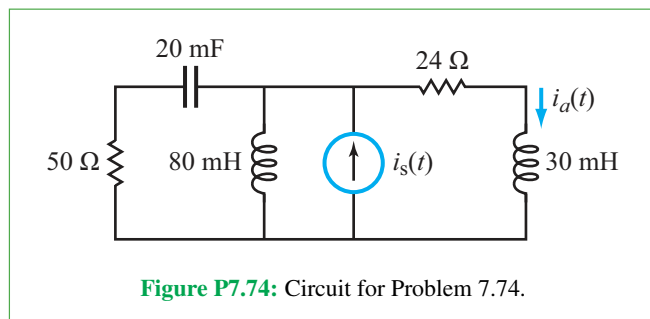 20 mF
24 Ω
i_a(t)
50 Ω
80 mH
i_s(t)
30 mH
Figure P7.74: Circuit for Problem 7.74.